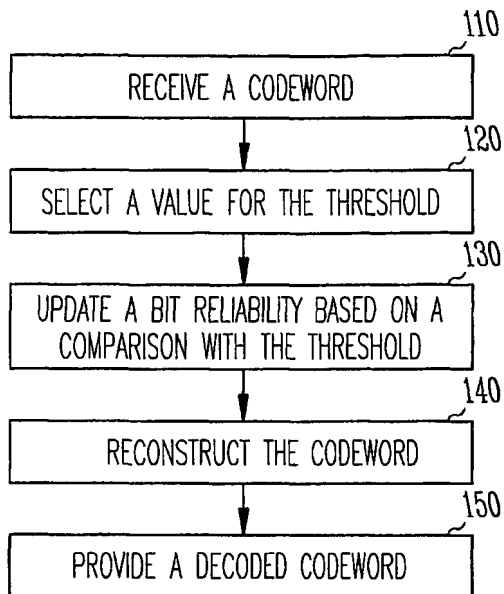 110
RECEIVE A CODEWORD
120
SELECT A VALUE FOR THE THRESHOLD
130
UPDATE A BIT RELIABILITY BASED ON A
COMPARISON WITH THE THRESHOLD
140
RECONSTRUCT THE CODEWORD
150
PROVIDE A DECODED CODEWORD